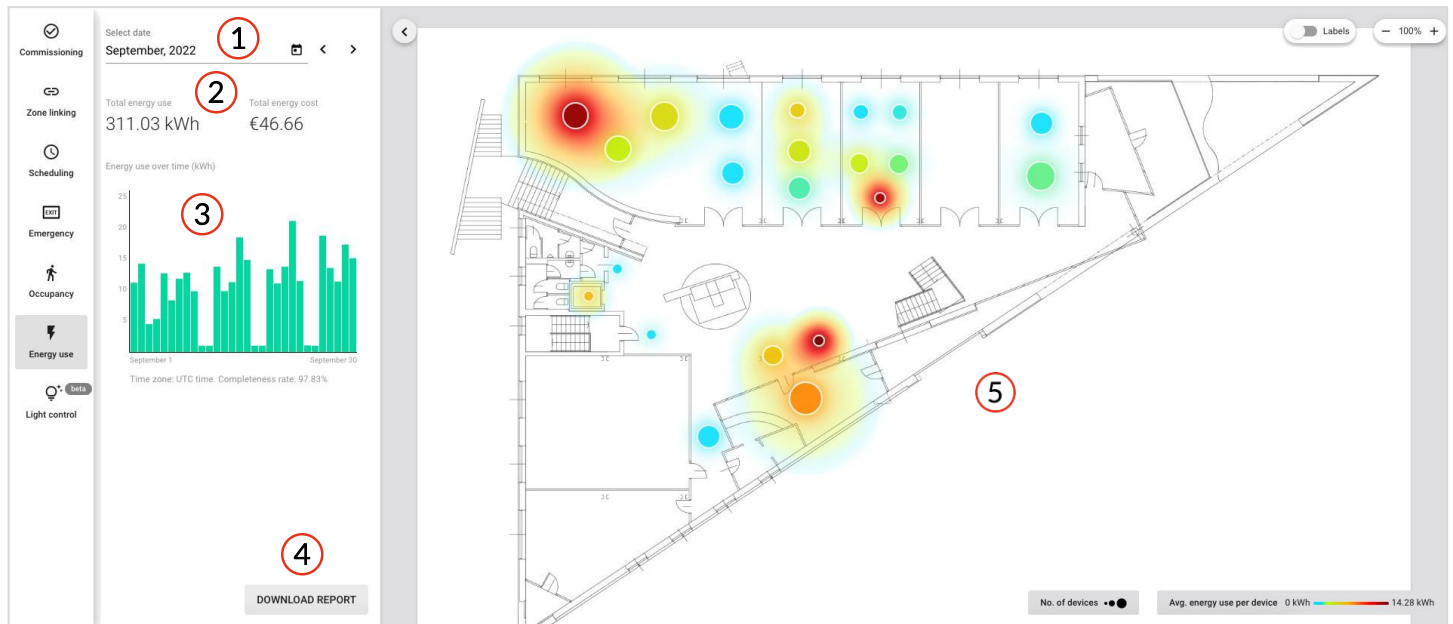 Commissioning
Zone linking
Scheduling
EXIT
Emergency
Occupancy
Energy use
beta
Light control
Select date
September, 2022
1
2
Total energy use
Total energy cost
311.03 kWh
€46.66
Energy use over time (kWh)
3
25
20
15
10
5
September 1
September 30
Time zone: UTC time. Completeness rate: 97.83%
4
DOWNLOAD REPORT
Labels
− 100% +
5
No. of devices
Avg. energy use per device 0 kWh 14.28 kWh